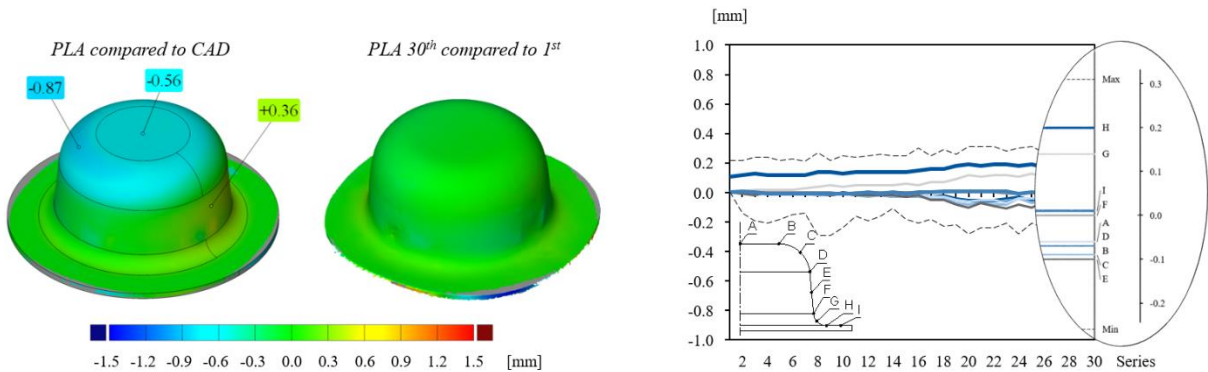 PLA compared to CAD
PLA 30th compared to 1st
-0.87
-0.56
+0.36
-1.5 -1.2 -0.9 -0.6 -0.3 0.0 0.3 0.6 0.9 1.2 1.5 [mm]
[mm]
1.0
0.8
0.6
0.4
0.2
0.0
-0.2
-0.4
-0.6
-0.8
-1.0
2 4 6 8 10 12 14 16 18 20 22 24 26 28 30 Series
A
B
C
D
E
F
G
H
I
Max
H
G
I
F
A
D
B
C
E
Min
0.3
0.2
0.1
0.0
-0.1
-0.2